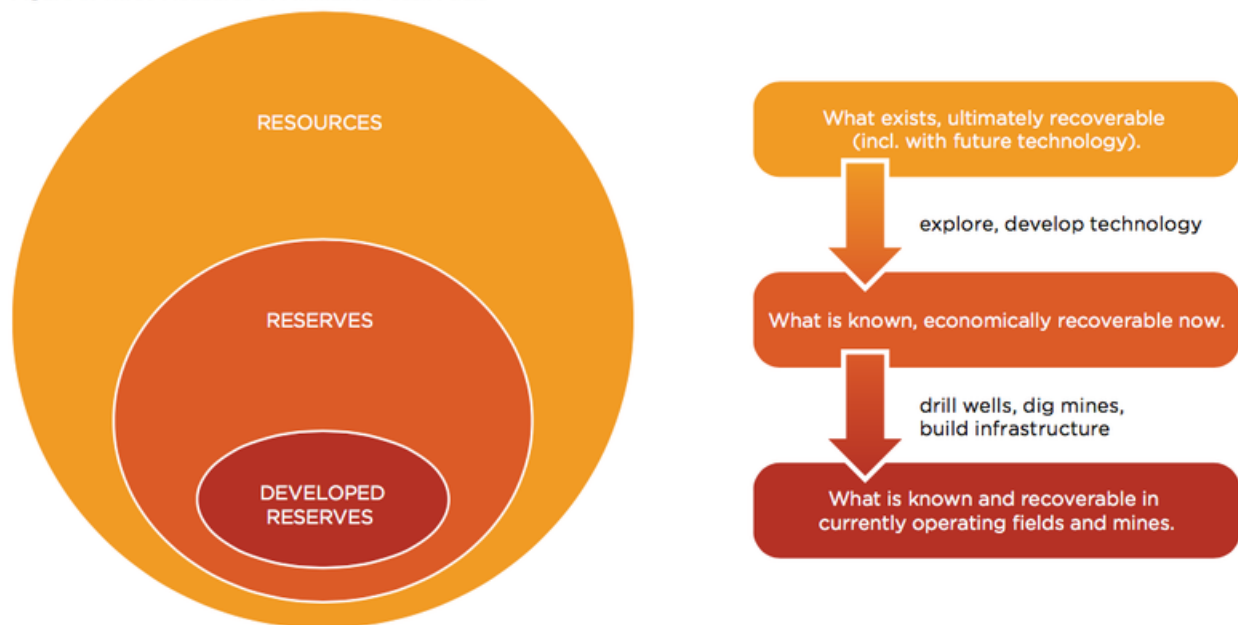 RESOURCES
RESERVES
DEVELOPED
RESERVES
What exists, ultimately recoverable
(incl. with future technology).
explore, develop technology
What is known, economically recoverable now.
drill wells, dig mines,
build infrastructure
What is known and recoverable in
currently operating fields and mines.